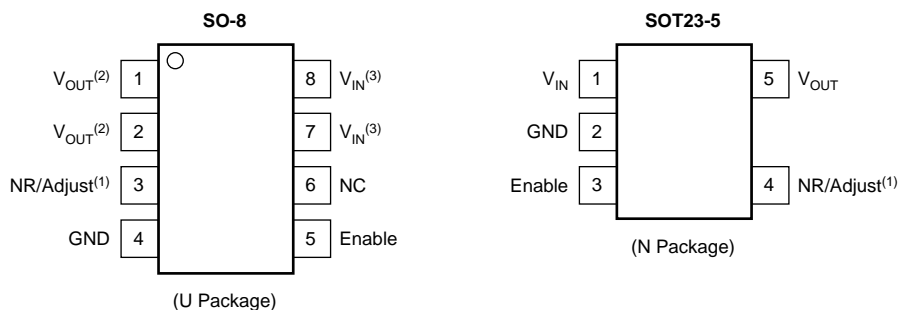 SO-8
V_OUT(2) 1 8 V_IN(3)
V_OUT(2) 2 7 V_IN(3)
NR/Adjust(1) 3 6 NC
GND 4 5 Enable
(U Package)
SOT23-5
V_IN 1 5 V_OUT
GND 2
Enable 3 4 NR/Adjust(1)
(N Package)